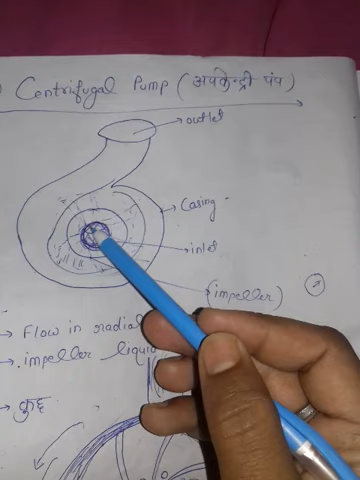 Centrifugal Pump (अपकेन्द्री पंप)
outlet
Casing
inlet
(impeller)
→ Flow in radial
→ impeller liquid
→ कुछ